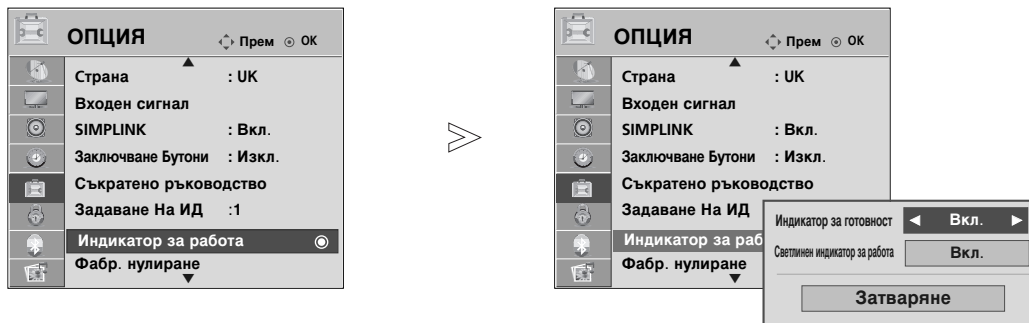 ОПЦИЯ Прем OK
Страна : UK
Входен сигнал
SIMPLINK : Вкл.
Заключване Бутони : Изкл.
Съкратено ръководство
Задаване На ИД :1
Индикатор за работа
Фабр. нулиране
ОПЦИЯ Прем OK
Страна : UK
Входен сигнал
SIMPLINK : Вкл.
Заключване Бутони : Изкл.
Съкратено ръководство
Задаване На ИД
Индикатор за раб
Фабр. нулиране
Индикатор за готовност ◄ Вкл. ►
Светлинен индикатор за работа Вкл.
Затваряне